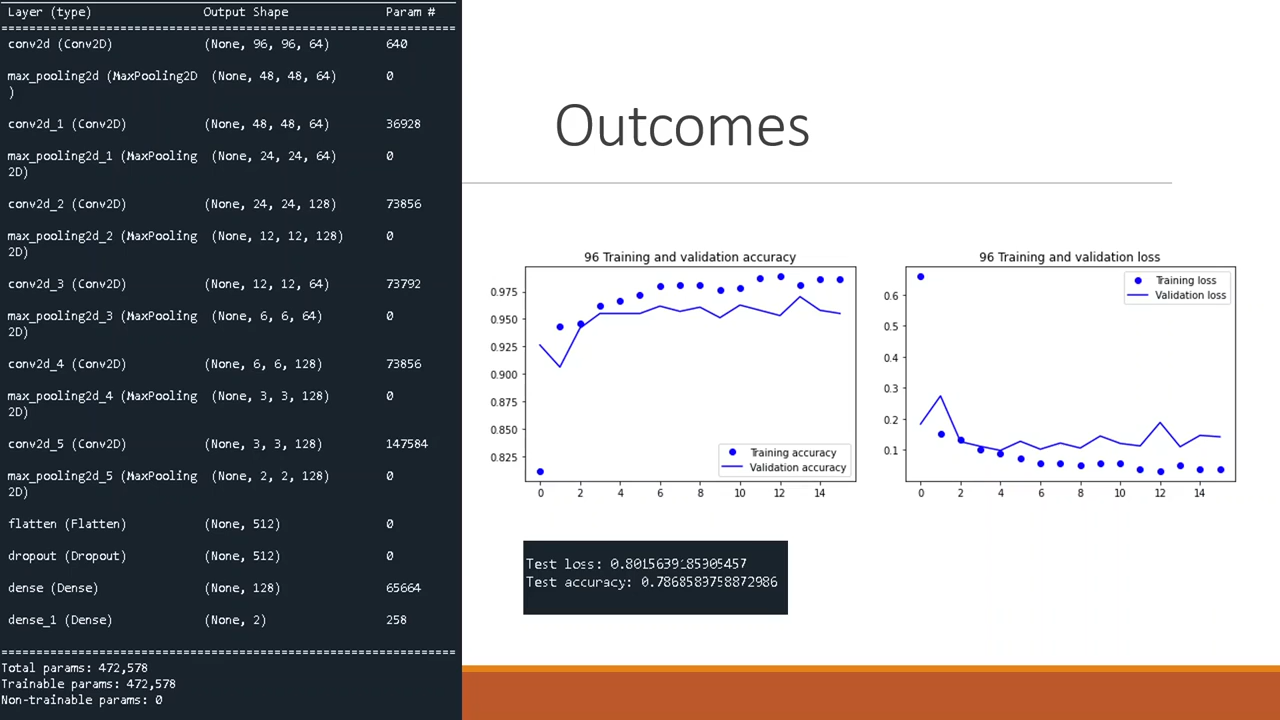 Layer (type) Output Shape Param #
conv2d (Conv2D) (None, 96, 96, 64) 640
max_pooling2d (MaxPooling2D (None, 48, 48, 64) 0
)
conv2d_1 (Conv2D) (None, 48, 48, 64) 36928
max_pooling2d_1 (MaxPooling (None, 24, 24, 64) 0
2D)
conv2d_2 (Conv2D) (None, 24, 24, 128) 73856
max_pooling2d_2 (MaxPooling (None, 12, 12, 128) 0
2D)
conv2d_3 (Conv2D) (None, 12, 12, 64) 73792
max_pooling2d_3 (MaxPooling (None, 6, 6, 64) 0
2D)
conv2d_4 (Conv2D) (None, 6, 6, 128) 73856
max_pooling2d_4 (MaxPooling (None, 3, 3, 128) 0
2D)
conv2d_5 (Conv2D) (None, 3, 3, 128) 147584
max_pooling2d_5 (MaxPooling (None, 2, 2, 128) 0
2D)
flatten (Flatten) (None, 512) 0
dropout (Dropout) (None, 512) 0
dense (Dense) (None, 128) 65664
dense_1 (Dense) (None, 2) 258
Total params: 472,578
Trainable params: 472,578
Non-trainable params: 0
Outcomes
96 Training and validation accuracy
0.975
0.950
0.925
0.900
0.875
0.850
0.825
0 2 4 6 8 10 12 14
Training accuracy
Validation accuracy
96 Training and validation loss
0.6
0.5
0.4
0.3
0.2
0.1
0 2 4 6 8 10 12 14
Training loss
Validation loss
Test loss: 0.8015639185905457
Test accuracy: 0.7868589758872986